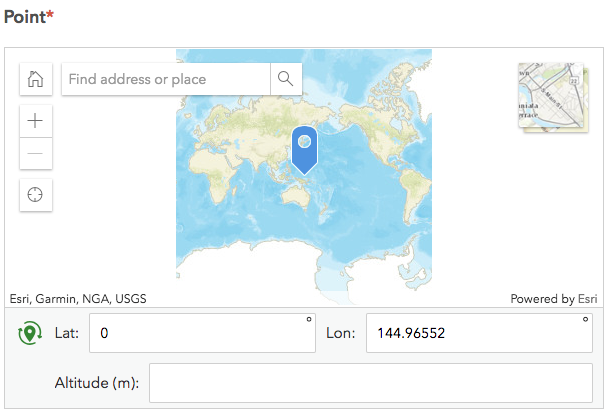 Point*
Find address or place
Esri, Garmin, NGA, USGS
Powered by Esri
Lat: 0 °
Lon: 144.96552 °
Altitude (m):